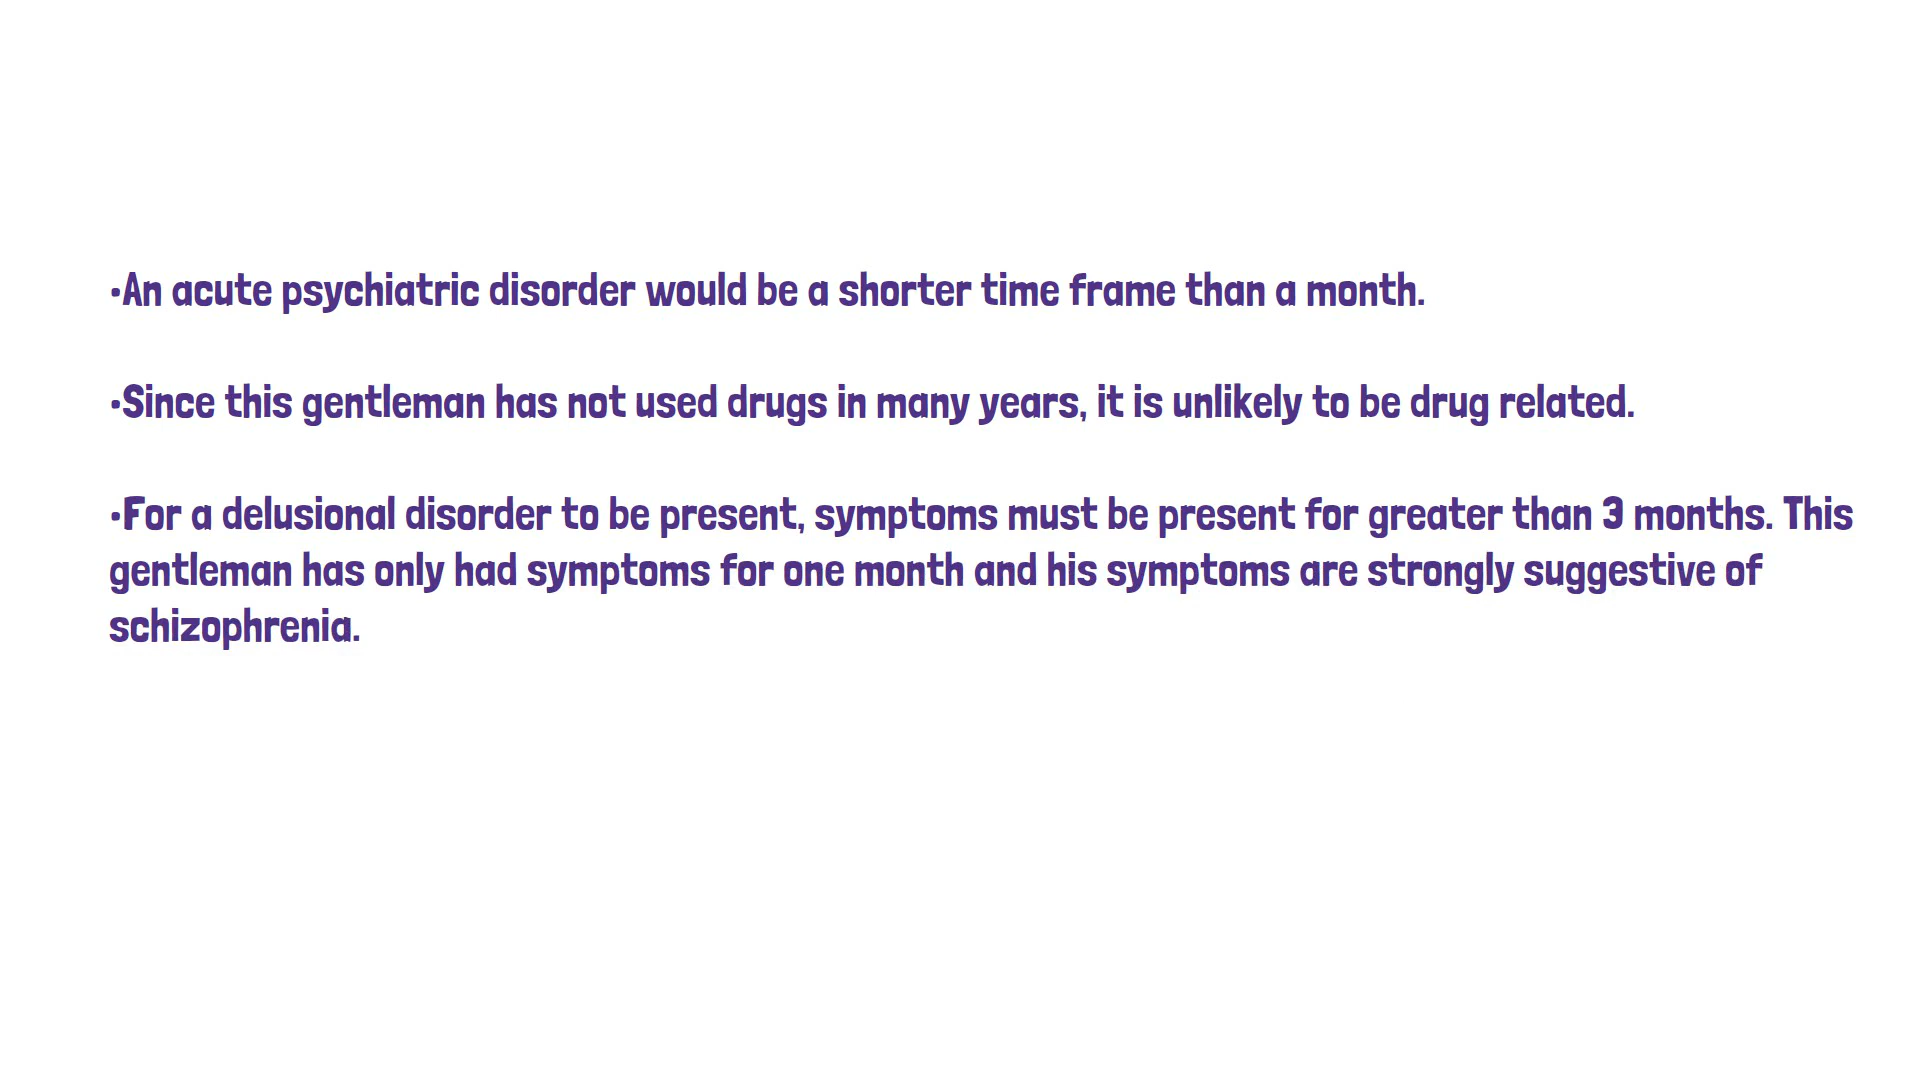 •An acute psychiatric disorder would be a shorter time frame than a month.
•Since this gentleman has not used drugs in many years, it is unlikely to be drug related.
•For a delusional disorder to be present, symptoms must be present for greater than 3 months. This
gentleman has only had symptoms for one month and his symptoms are strongly suggestive of
schizophrenia.